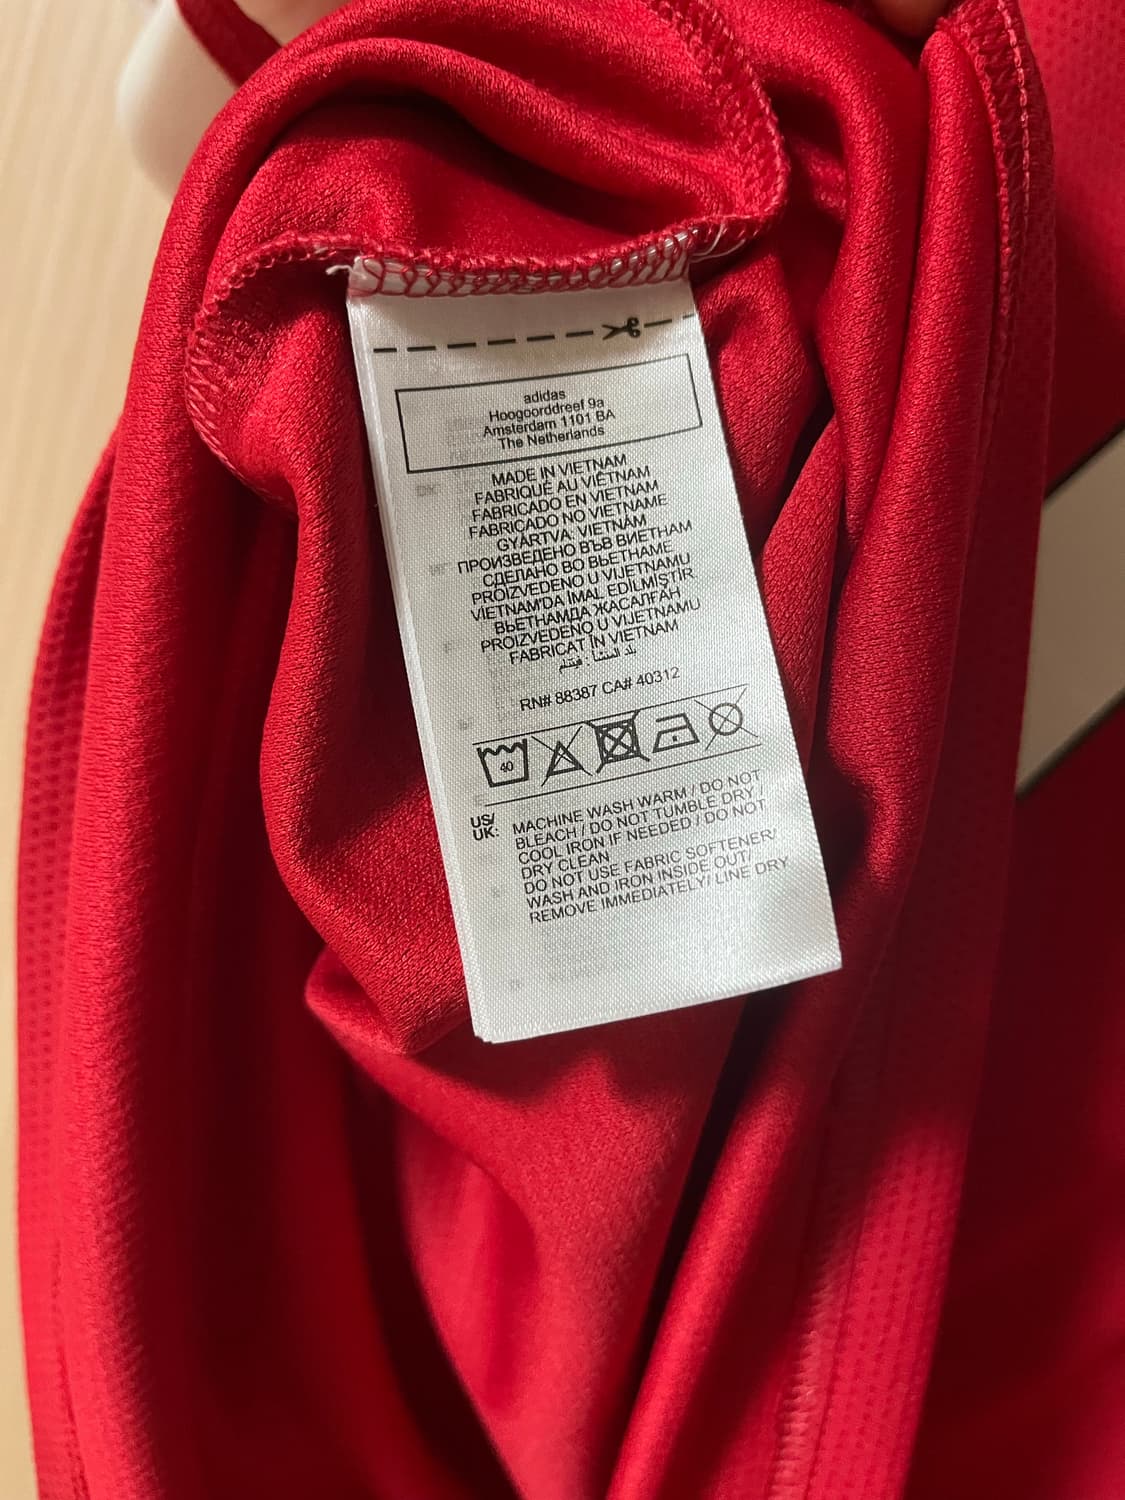 adidas
Hoogoorddreef 9a
Amsterdam 1101 BA
The Netherlands
MADE IN VIETNAM
FABRIQUÉ AU VIÊTNAM
FABRICADO EN VIETNAM
FABRICADO NO VIETNAME
GYÁRTVA: VIETNÁM
ПРОИЗВЕДЕНО ВЪВ ВИЕТНАМ
СДЕЛАНО ВО ВЬЕТНАМЕ
PROIZVEDENO U VIJETNAMU
VİETNAM'DA İMAL EDİLMİŞTİR
ВЬЕТНАМДА ЖАСАЛҒАН
PROIZVEDENO U VIJETNAMU
FABRICAT ÎN VIETNAM
بلد المنشأ : فيتنام
RN# 88387 CA# 40312
40
US/
UK:
MACHINE WASH WARM / DO NOT
BLEACH / DO NOT TUMBLE DRY /
COOL IRON IF NEEDED / DO NOT
DRY CLEAN
DO NOT USE FABRIC SOFTENER/
WASH AND IRON INSIDE OUT/
REMOVE IMMEDIATELY/ LINE DRY